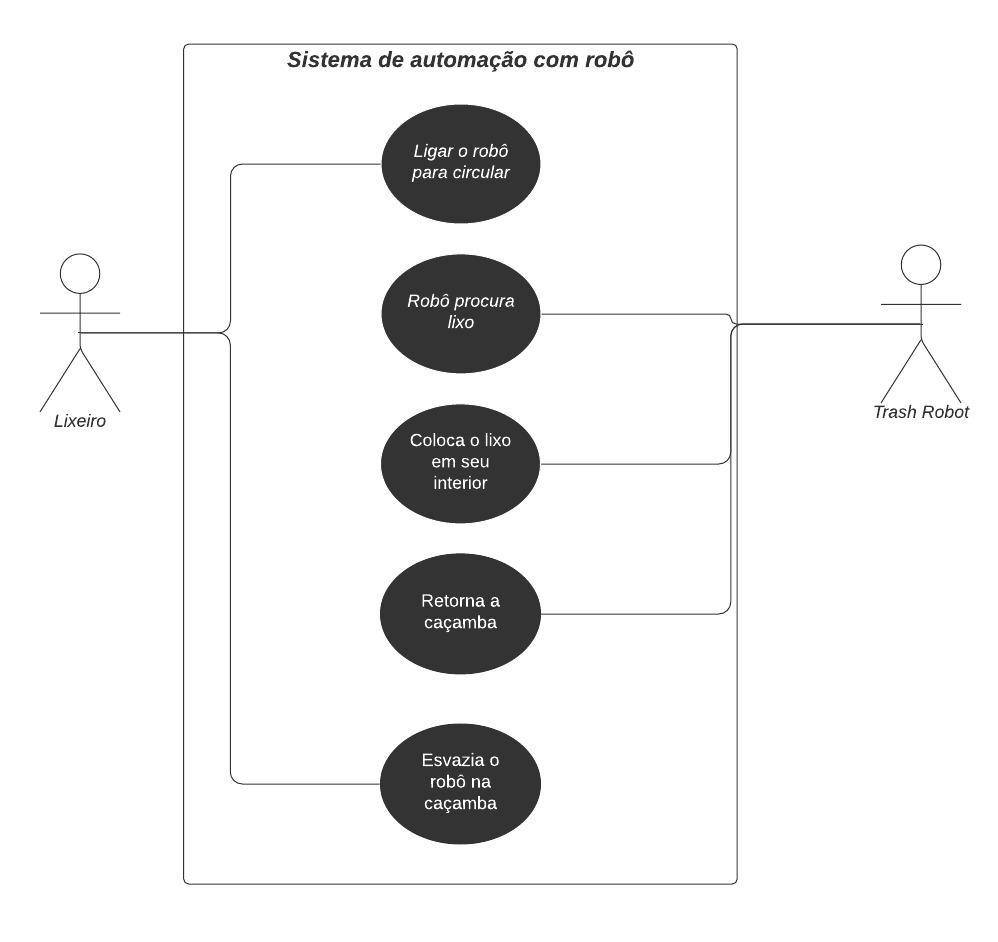 Sistema de automação com robô
Ligar o robô
para circular
Robô procura
lixo
Coloca o lixo
em seu
interior
Retorna a
caçamba
Esvazia o
robô na
caçamba
Lixeiro
Trash Robot